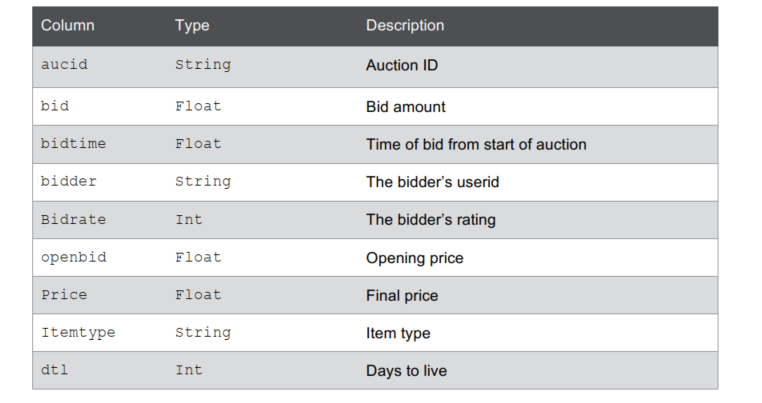 Column Type Description
aucid String Auction ID
bid Float Bid amount
bidtime Float Time of bid from start of auction
bidder String The bidder's userid
Bidrate Int The bidder's rating
openbid Float Opening price
Price Float Final price
Itemtype String Item type
dtl Int Days to live